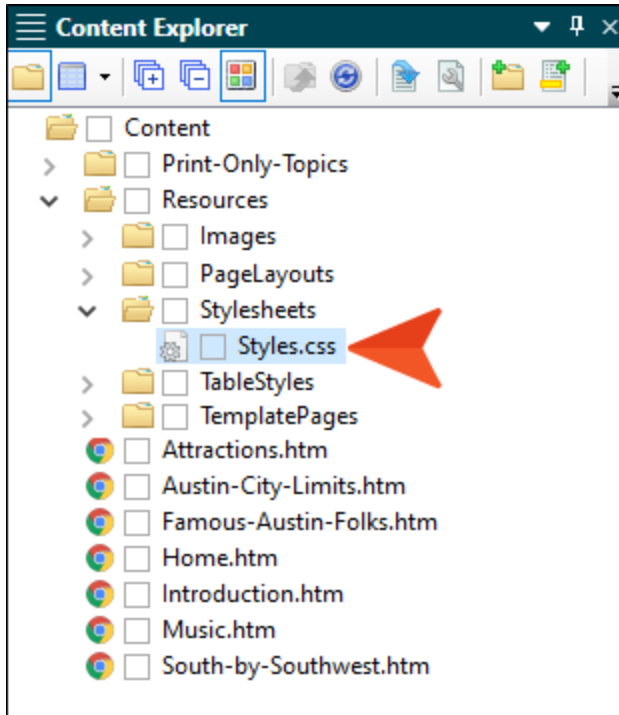 Content Explorer
Content
Print-Only-Topics
Resources
Images
PageLayouts
Stylesheets
Styles.css
TableStyles
TemplatePages
Attractions.htm
Austin-City-Limits.htm
Famous-Austin-Folks.htm
Home.htm
Introduction.htm
Music.htm
South-by-Southwest.htm